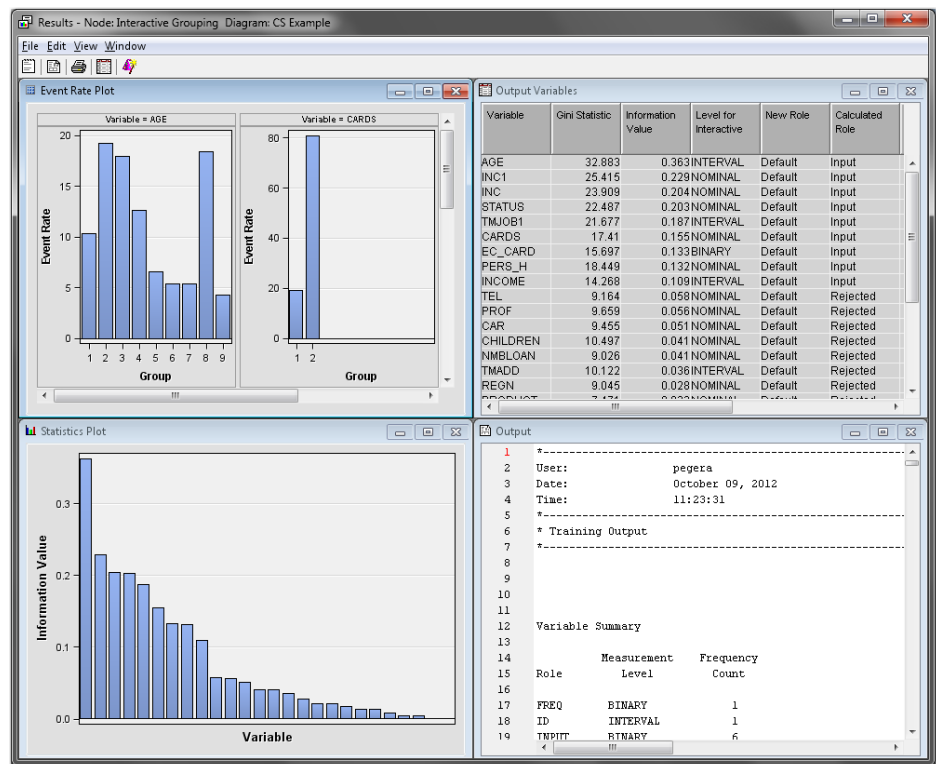 Results - Node: Interactive Grouping Diagram: CS Example
File Edit View Window
Event Rate Plot
Variable = AGE
Variable = CARDS
Event Rate
20
15
10
5
0
1 2 3 4 5 6 7 8 9
Group
Event Rate
80
60
40
20
0
1 2
Group
Output Variables
Variable Gini Statistic Information Value Level for Interactive New Role Calculated Role
AGE 32.883 0.363 INTERVAL Default Input
INC1 25.415 0.229 NOMINAL Default Input
INC 23.909 0.204 NOMINAL Default Input
STATUS 22.487 0.203 NOMINAL Default Input
TMJOB1 21.677 0.187 INTERVAL Default Input
CARDS 17.41 0.155 NOMINAL Default Input
EC_CARD 15.697 0.133 BINARY Default Input
PERS_H 18.449 0.132 NOMINAL Default Input
INCOME 14.268 0.109 INTERVAL Default Input
TEL 9.164 0.058 NOMINAL Default Rejected
PROF 9.659 0.056 NOMINAL Default Rejected
CAR 9.455 0.051 NOMINAL Default Rejected
CHILDREN 10.497 0.041 NOMINAL Default Rejected
NMBLOAN 9.026 0.041 NOMINAL Default Rejected
TMADD 10.122 0.036 INTERVAL Default Rejected
REGN 9.045 0.028 NOMINAL Default Rejected
Statistics Plot
Information Value
0.3
0.2
0.1
0.0
Variable
Output
1 *------------------------------------------------------------
2 User: pegera
3 Date: October 09, 2012
4 Time: 11:23:31
5 *------------------------------------------------------------
6 * Training Output
7 *------------------------------------------------------------
8
9
10
11
12 Variable Summary
13
14 Measurement Frequency
15 Role Level Count
16
17 FREQ BINARY 1
18 ID INTERVAL 1
19 INPUT BINARY 6